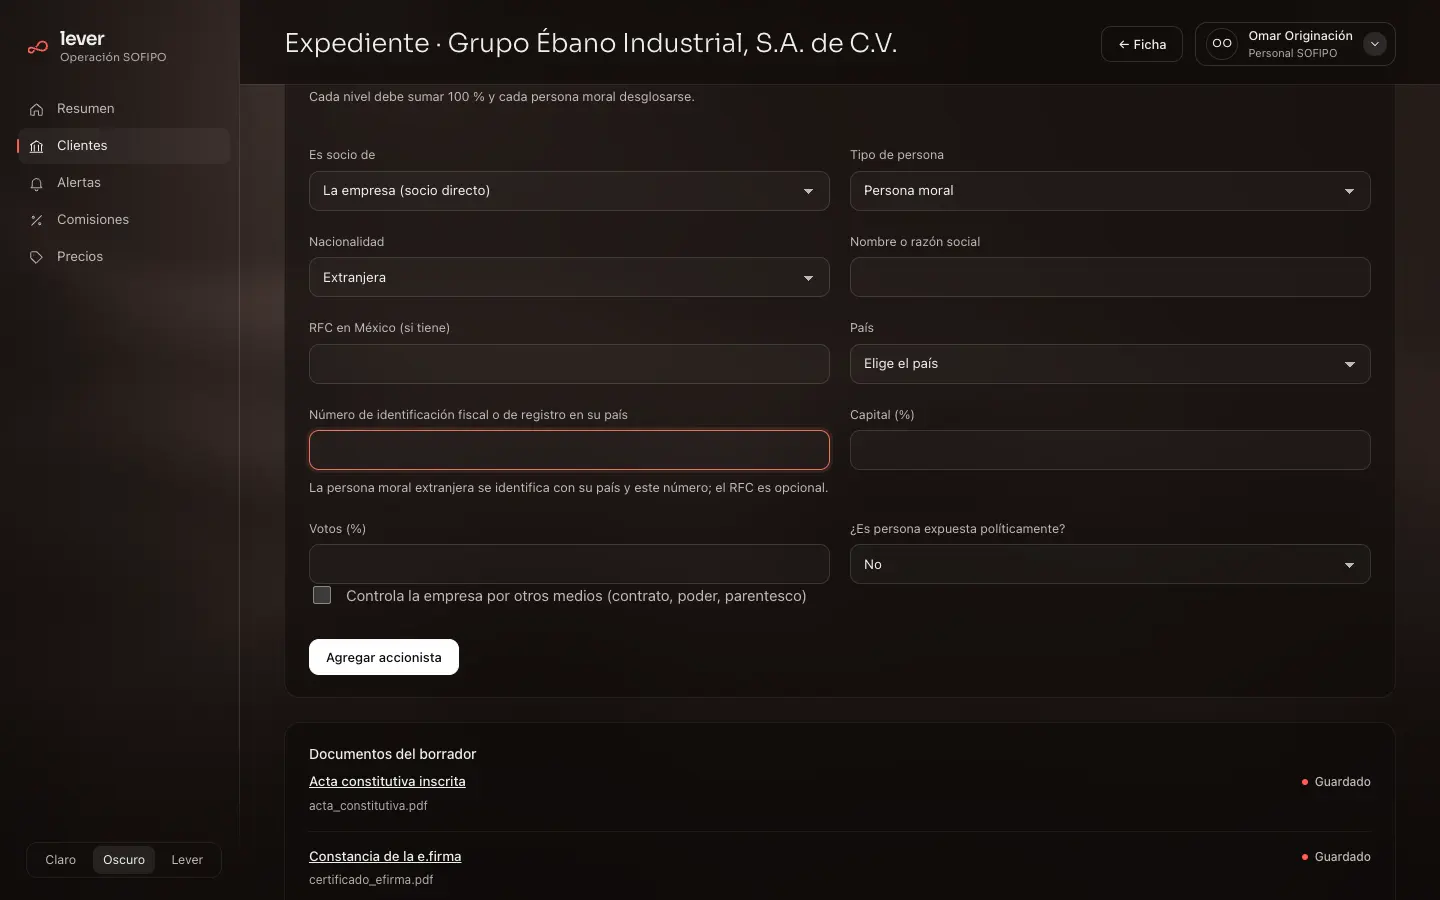 lever
Operación SOFIPO
Resumen
Clientes
Alertas
Comisiones
Precios
Claro
Oscuro
Lever
Expediente · Grupo Ébano Industrial, S.A. de C.V.
← Ficha
OO
Omar Originación
Personal SOFIPO
Cada nivel debe sumar 100 % y cada persona moral desglosarse.
Es socio de
La empresa (socio directo)
Tipo de persona
Persona moral
Nacionalidad
Extranjera
Nombre o razón social
RFC en México (si tiene)
País
Elige el país
Número de identificación fiscal o de registro en su país
Capital (%)
La persona moral extranjera se identifica con su país y este número; el RFC es opcional.
Votos (%)
¿Es persona expuesta políticamente?
No
Controla la empresa por otros medios (contrato, poder, parentesco)
Agregar accionista
Documentos del borrador
Acta constitutiva inscrita
Guardado
acta_constitutiva.pdf
Constancia de la e.firma
Guardado
certificado_efirma.pdf